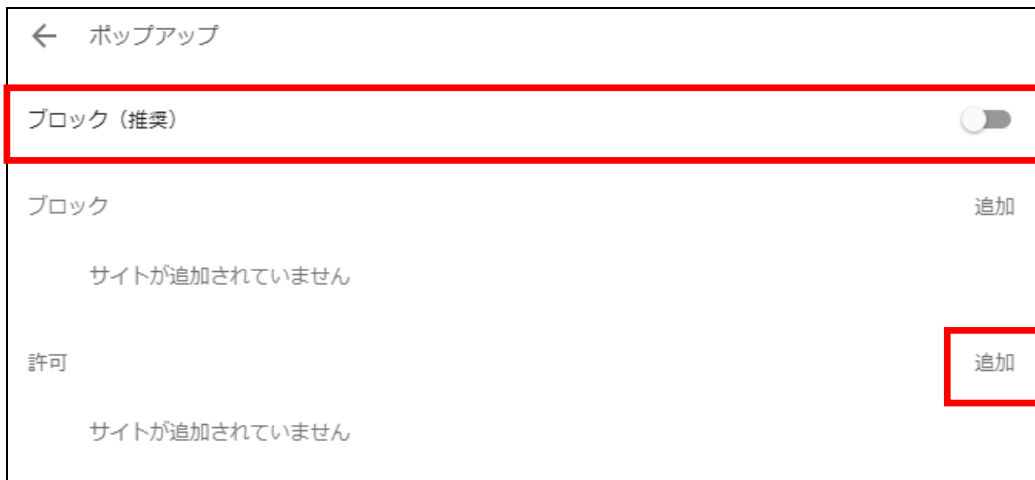 ポップアップ
ブロック（推奨）
ブロック 追加
サイトが追加されていません
許可 追加
サイトが追加されていません